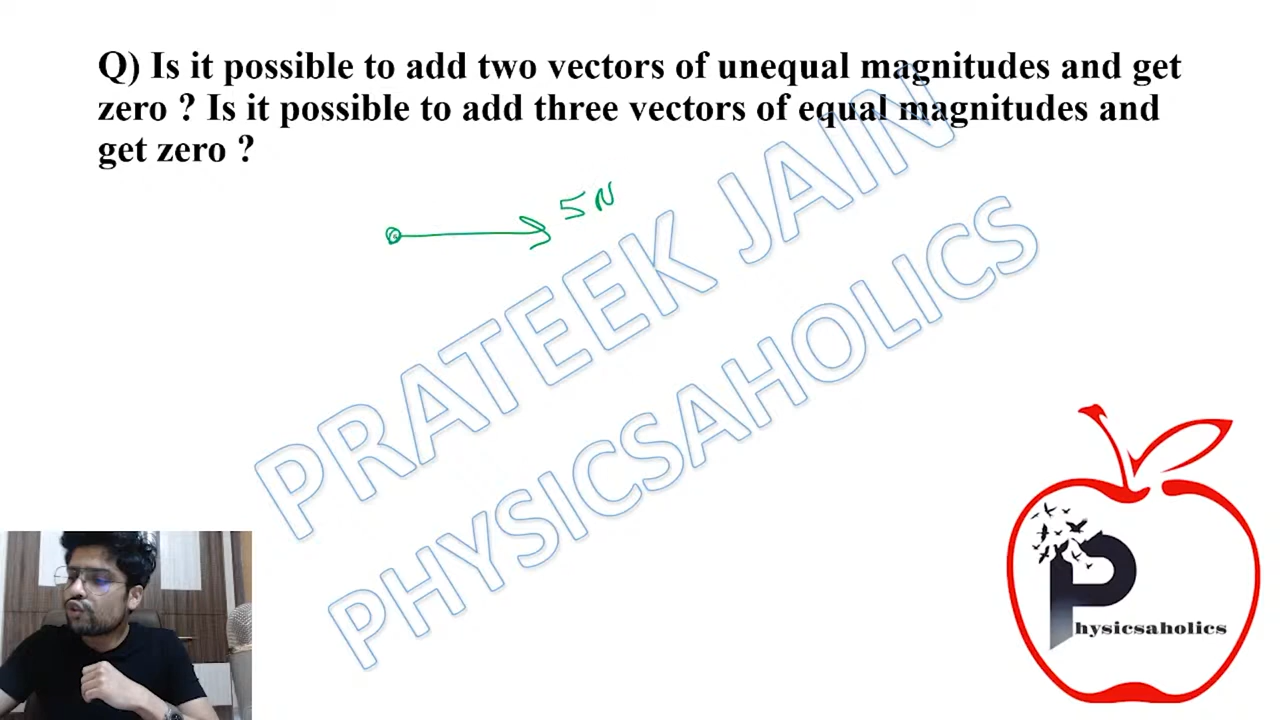 Q) Is it possible to add two vectors of unequal magnitudes and get
zero ? Is it possible to add three vectors of equal magnitudes and
get zero ?
5N
PRATEEK JAIN
PHYSICSAHOLICS
Physicsaholics